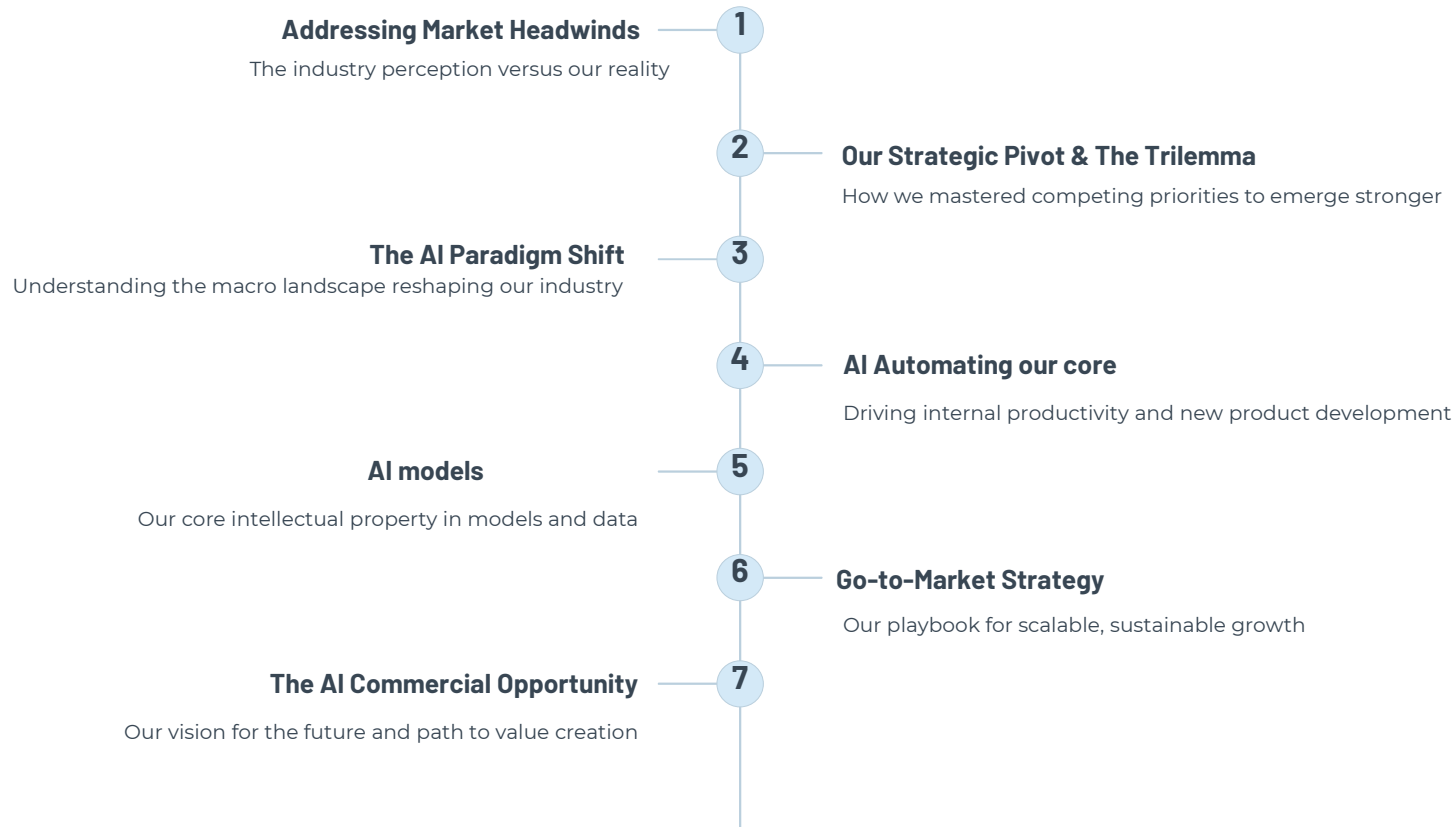 1
Addressing Market Headwinds
The industry perception versus our reality
2
Our Strategic Pivot & The Trilemma
How we mastered competing priorities to emerge stronger
3
The AI Paradigm Shift
Understanding the macro landscape reshaping our industry
4
AI Automating our core
Driving internal productivity and new product development
5
AI models
Our core intellectual property in models and data
6
Go-to-Market Strategy
Our playbook for scalable, sustainable growth
7
The AI Commercial Opportunity
Our vision for the future and path to value creation